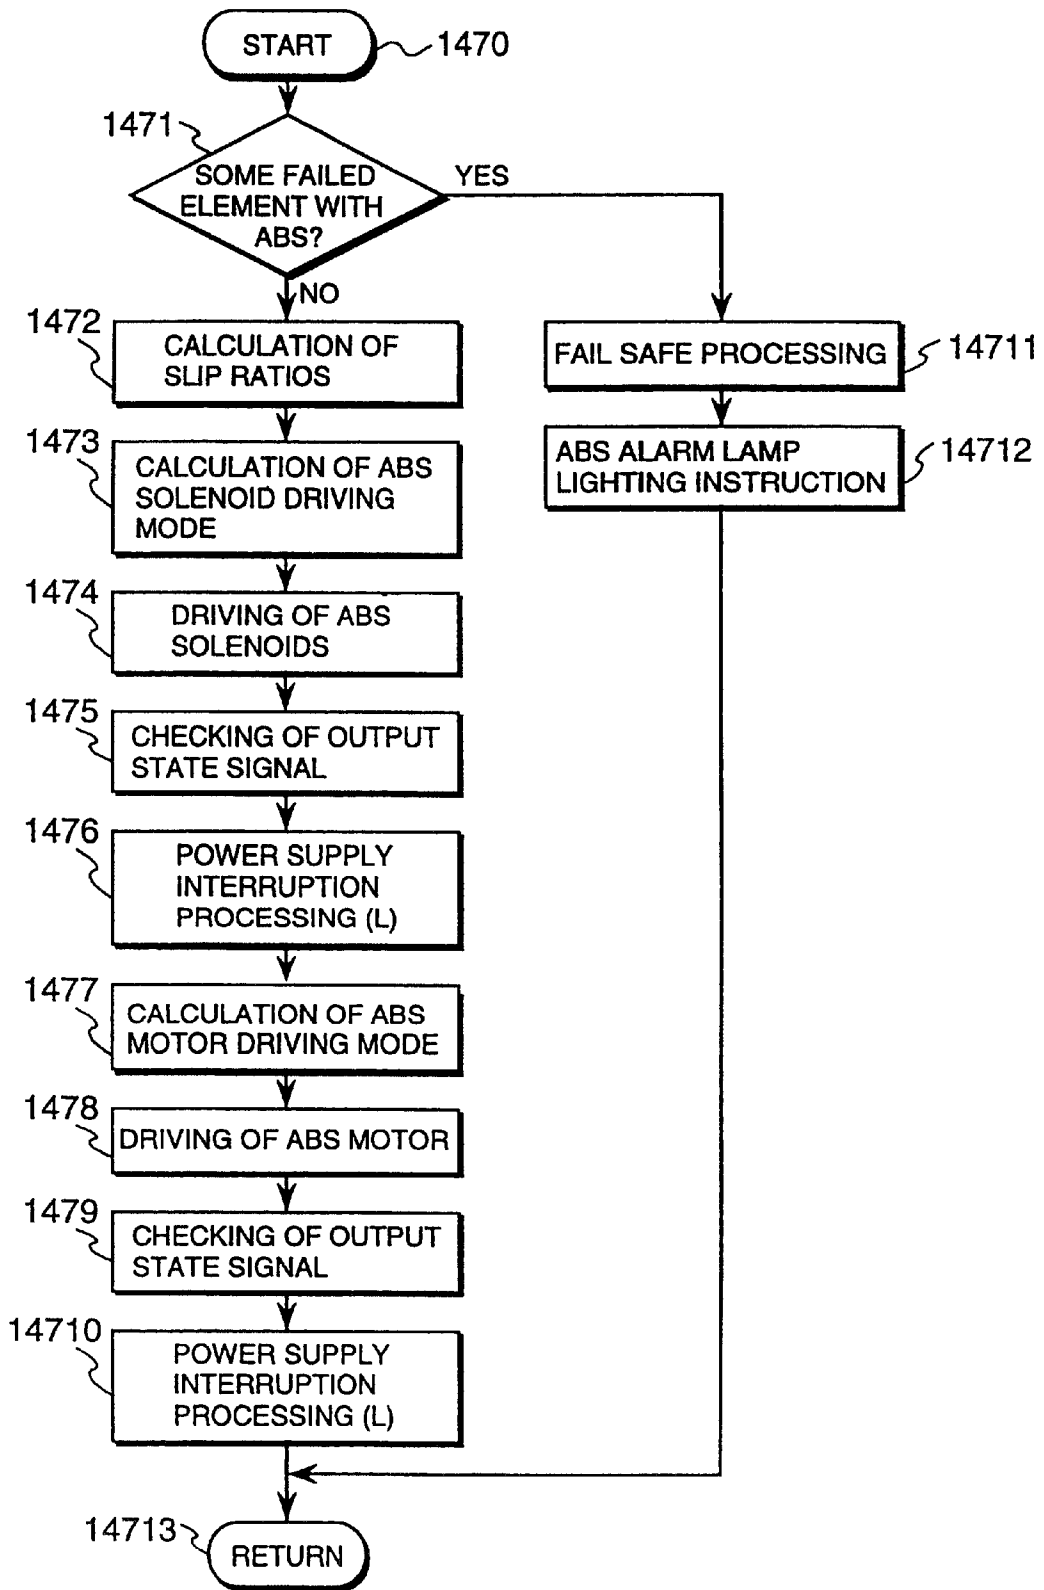 START
1470
1471
SOME FAILED
ELEMENT WITH
ABS?
YES
NO
1472
CALCULATION OF
SLIP RATIOS
FAIL SAFE PROCESSING
14711
1473
CALCULATION OF ABS
SOLENOID DRIVING
MODE
ABS ALARM LAMP
LIGHTING INSTRUCTION
14712
1474
DRIVING OF ABS
SOLENOIDS
1475
CHECKING OF OUTPUT
STATE SIGNAL
1476
POWER SUPPLY
INTERRUPTION
PROCESSING (L)
1477
CALCULATION OF ABS
MOTOR DRIVING MODE
1478
DRIVING OF ABS MOTOR
1479
CHECKING OF OUTPUT
STATE SIGNAL
14710
POWER SUPPLY
INTERRUPTION
PROCESSING (L)
14713
RETURN